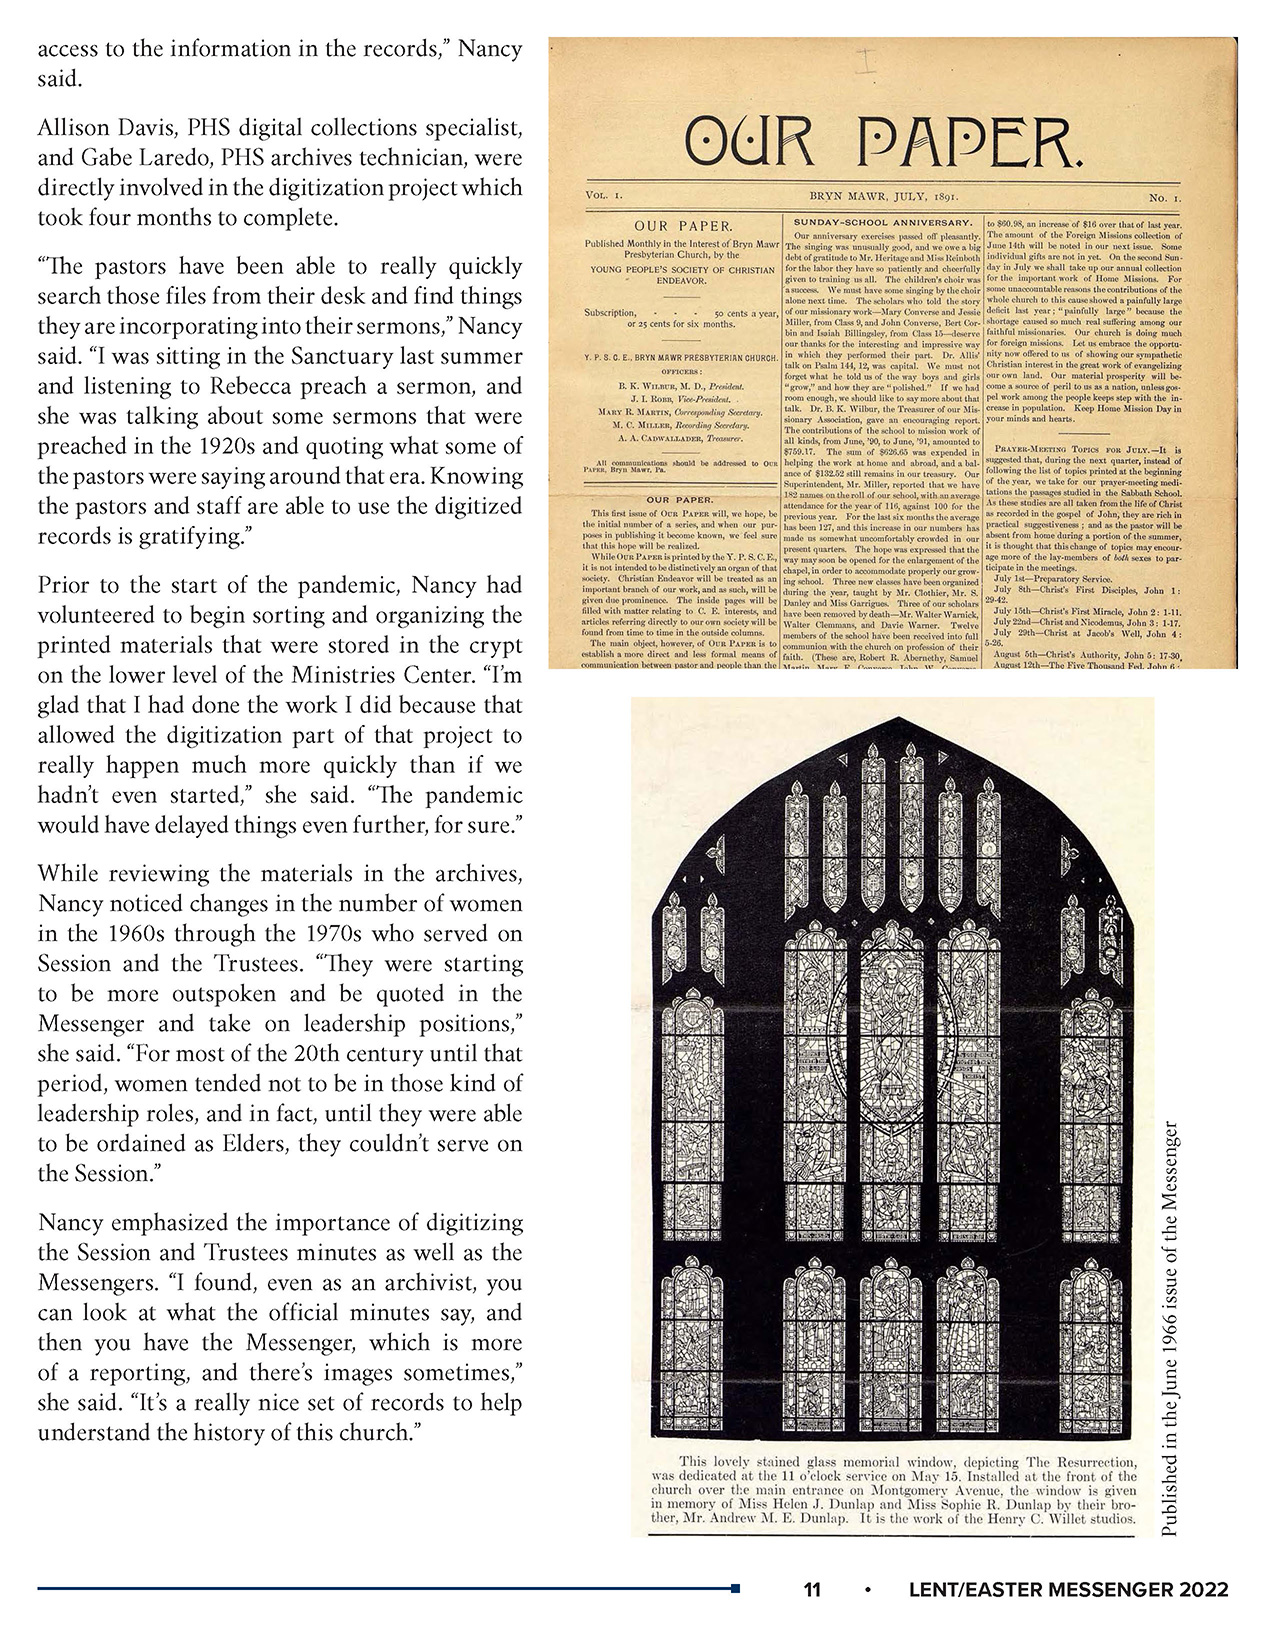 access to the information in the records,” Nancy
said.
Allison Davis, PHS digital collections specialist,
and Gabe Laredo, PHS archives technician, were
directly involved in the digitization project which
took four months to complete.
“The pastors have been able to really quickly
search those files from their desk and find things
they are incorporating into their sermons,” Nancy
said. “I was sitting in the Sanctuary last summer
and listening to Rebecca preach a sermon, and
she was talking about some sermons that were
preached in the 1920s and quoting what some of
the pastors were saying around that era. Knowing
the pastors and staff are able to use the digitized
records is gratifying.”
Prior to the start of the pandemic, Nancy had
volunteered to begin sorting and organizing the
printed materials that were stored in the crypt
on the lower level of the Ministries Center. “I’m
glad that I had done the work I did because that
allowed the digitization part of that project to
really happen much more quickly than if we
hadn’t even started,” she said. “The pandemic
would have delayed things even further, for sure.”
While reviewing the materials in the archives,
Nancy noticed changes in the number of women
in the 1960s through the 1970s who served on
Session and the Trustees. “They were starting
to be more outspoken and be quoted in the
Messenger and take on leadership positions,”
she said. “For most of the 20th century until that
period, women tended not to be in those kind of
leadership roles, and in fact, until they were able
to be ordained as Elders, they couldn’t serve on
the Session.”
Nancy emphasized the importance of digitizing
the Session and Trustees minutes as well as the
Messengers. “I found, even as an archivist, you
can look at what the official minutes say, and
then you have the Messenger, which is more
of a reporting, and there’s images sometimes,”
she said. “It’s a really nice set of records to help
understand the history of this church.”
I
OUR PAPER.
VOL. 1. BRYN MAWR, JULY, 1891. No. 1.
OUR PAPER.
Published Monthly in the Interest of Bryn Mawr
Presbyterian Church, by the
YOUNG PEOPLE’S SOCIETY OF CHRISTIAN
ENDEAVOR.
Subscription, - - - 50 cents a year,
or 25 cents for six months.
Y. P. S. C. E., BRYN MAWR PRESBYTERIAN CHURCH.
OFFICERS:
B. K. WILBUR, M. D., President.
J. I. ROBB, Vice-President.
MARY R. MARTIN, Corresponding Secretary.
M. C. MILLER, Recording Secretary.
A. A. CADWALLADER, Treasurer.
All communications should be addressed to OUR
PAPER, Bryn Mawr, Pa.
OUR PAPER.
This first issue of OUR PAPER will, we hope, be
the initial number of a series, and when our pur-
poses in publishing it become known, we feel sure
that this hope will be realized.
While OUR PAPER is printed by the Y. P. S. C. E.,
it is not intended to be distinctively an organ of that
society. Christian Endeavor will be treated as an
important branch of our work, and as such, will be
given due prominence. The inside pages will be
filled with matter relating to C. E. interests, and
articles referring directly to our own society will be
found from time to time in the outside columns.
The main object, however, of OUR PAPER is to
establish a more direct and less formal means of
communication between pastor and people than the
SUNDAY-SCHOOL ANNIVERSARY.
Our anniversary exercises passed off pleasantly.
The singing was unusually good, and we owe a big
debt of gratitude to Mr. Heritage and Miss Reinboth
for the labor they have so patiently and cheerfully
given to training us all. The children’s choir was
a success. We must have some singing by the choir
alone next time. The scholars who told the story
of our missionary work—Mary Converse and Jessie
Miller, from Class 9, and John Converse, Bert Cor-
bin and Isaiah Billingsley, from Class 15—deserve
our thanks for the interesting and impressive way
in which they performed their part. Dr. Allis’
talk on Psalm 144, 12, was capital. We must not
forget what he told us of the way boys and girls
“grow,” and how they are “polished.” If we had
room enough, we should like to say more about that
talk. Dr. B. K. Wilbur, the Treasurer of our Mis-
sionary Association, gave an encouraging report.
The contributions of the school to mission work of
all kinds, from June, ’90, to June, ’91, amounted to
$759.17. The sum of $626.65 was expended in
helping the work at home and abroad, and a bal-
ance of $132.52 still remains in our treasury. Our
Superintendent, Mr. Miller, reported that we have
182 names on the roll of our school, with an average
attendance for the year of 116, against 100 for the
previous year. For the last six months the average
has been 127, and this increase in our numbers has
made us somewhat uncomfortably crowded in our
present quarters. The hope was expressed that the
way may soon be opened for the enlargement of the
chapel, in order to accommodate properly our grow-
ing school. Three new classes have been organized
during the year, taught by Mr. Clothier, Mr. S.
Danley and Miss Garrigues. Three of our scholars
have been removed by death—Mr. Walter Warnick,
Walter Clemmans, and Davie Warner. Twelve
members of the school have been received into full
communion with the church on profession of their
faith. (These are, Robert R. Abernethy, Samuel
to $60.98, an increase of $16 over that of last year.
The amount of the Foreign Missions collection of
June 14th will be noted in our next issue. Some
individual gifts are not in yet. On the second Sun-
day in July we shall take up our annual collection
for the important work of Home Missions. For
some unaccountable reasons the contributions of the
whole church to this cause showed a painfully large
deficit last year; “painfully large” because the
shortage caused so much real suffering among our
faithful missionaries. Our church is doing much
for foreign missions. Let us embrace the opportu-
nity now offered to us of showing our sympathetic
Christian interest in the great work of evangelizing
our own land. Our material prosperity will be-
come a source of peril to us as a nation, unless gos-
pel work among the people keeps step with the in-
crease in population. Keep Home Mission Day in
your minds and hearts.
PRAYER-MEETING TOPICS FOR JULY.—It is
suggested that, during the next quarter, instead of
following the list of topics printed at the beginning
of the year, we take for our prayer-meeting medi-
tations the passages studied in the Sabbath School.
As these studies are all taken from the life of Christ
as recorded in the gospel of John, they are rich in
practical suggestiveness; and as the pastor will be
absent from home during a portion of the summer,
it is thought that this change of topics may encour-
age more of the lay-members of both sexes to par-
ticipate in the meetings.
July 1st—Preparatory Service.
July 8th—Christ’s First Disciples, John 1:
29-42.
July 15th—Christ’s First Miracle, John 2: 1-11.
July 22nd—Christ and Nicodemus, John 3: 1-17.
July 29th—Christ at Jacob’s Well, John 4:
5-26.
August 5th—Christ’s Authority, John 5: 17-30.
August 12th—The Five Thousand Fed, John 6:
This lovely stained glass memorial window, depicting The Resurrection,
was dedicated at the 11 o’clock service on May 15. Installed at the front of the
church over the main entrance on Montgomery Avenue, the window is given
in memory of Miss Helen J. Dunlap and Miss Sophie R. Dunlap by their bro-
ther, Mr. Andrew M. E. Dunlap. It is the work of the Henry C. Willet studios.
Published in the June 1966 issue of the Messenger
11 • LENT/EASTER MESSENGER 2022